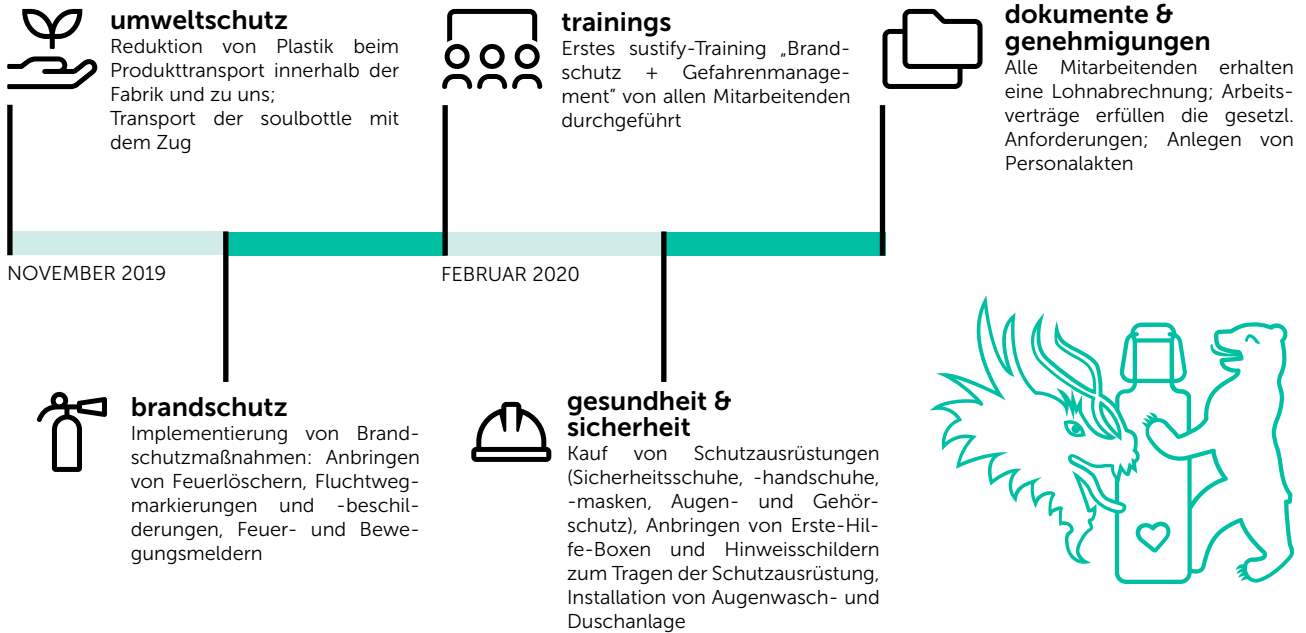 umweltschutz
Reduktion von Plastik beim
Produkttransport innerhalb der
Fabrik und zu uns;
Transport der soulbottle mit
dem Zug
trainings
Erstes sustify-Training „Brand-
schutz + Gefahrenmanage-
ment" von allen Mitarbeitenden
durchgeführt
dokumente &
genehmigungen
Alle Mitarbeitenden erhalten
eine Lohnabrechnung; Arbeits-
verträge erfüllen die gesetzl.
Anforderungen; Anlegen von
Personalakten
NOVEMBER 2019
FEBRUAR 2020
brandschutz
Implementierung von Brand-
schutzmaßnahmen: Anbringen
von Feuerlöschern, Fluchtweg-
markierungen und -beschil-
derungen, Feuer- und Bewe-
gungsmeldern
gesundheit &
sicherheit
Kauf von Schutzausrüstungen
(Sicherheitsschuhe, -handschuhe,
-masken, Augen- und Gehör-
schutz), Anbringen von Erste-Hil-
fe-Boxen und Hinweisschildern
zum Tragen der Schutzausrüstung,
Installation von Augenwasch- und
Duschanlage